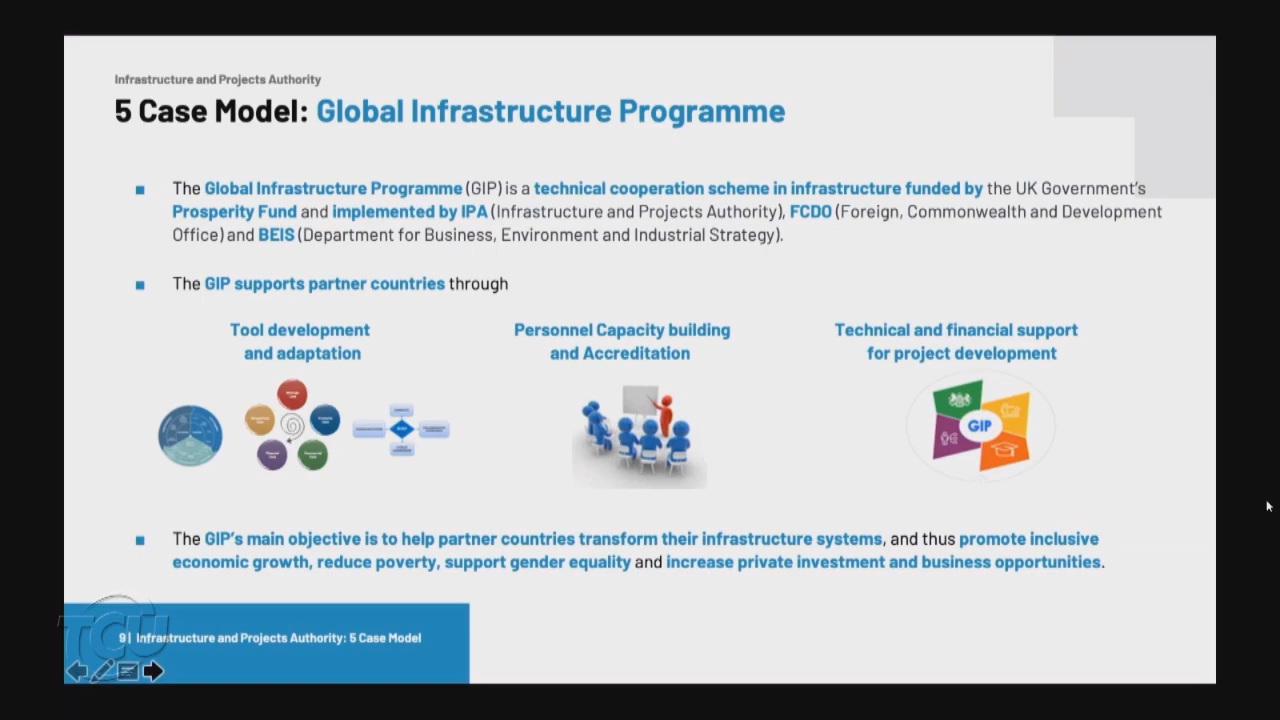 Infrastructure and Projects Authority
5 Case Model: Global Infrastructure Programme
The Global Infrastructure Programme (GIP) is a technical cooperation scheme in infrastructure funded by the UK Government's
Prosperity Fund and implemented by IPA (Infrastructure and Projects Authority), FCDO (Foreign, Commonwealth and Development
Office) and BEIS (Department for Business, Environment and Industrial Strategy).
The GIP supports partner countries through
Tool development
and adaptation
Personnel Capacity building
and Accreditation
Technical and financial support
for project development
GIP
The GIP's main objective is to help partner countries transform their infrastructure systems, and thus promote inclusive
economic growth, reduce poverty, support gender equality and increase private investment and business opportunities.
TCU
9 | Infrastructure and Projects Authority: 5 Case Model